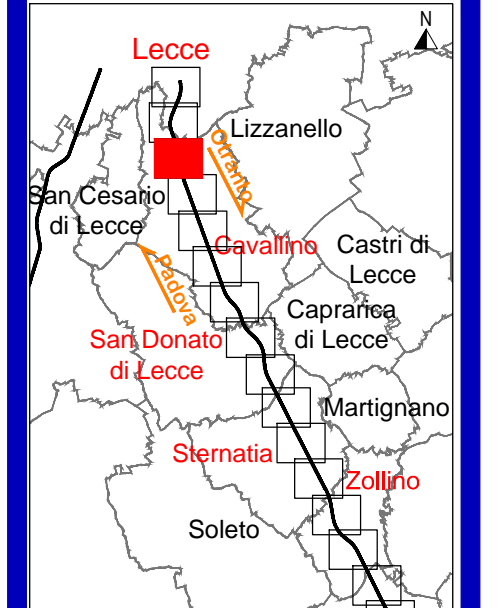 N
Lecce
Lizzanello
Otranto
San Cesario
di Lecce
Cavallino
Castri di
Lecce
Padova
Caprarica
di Lecce
San Donato
di Lecce
Martignano
Sternatia
Zollino
Soleto